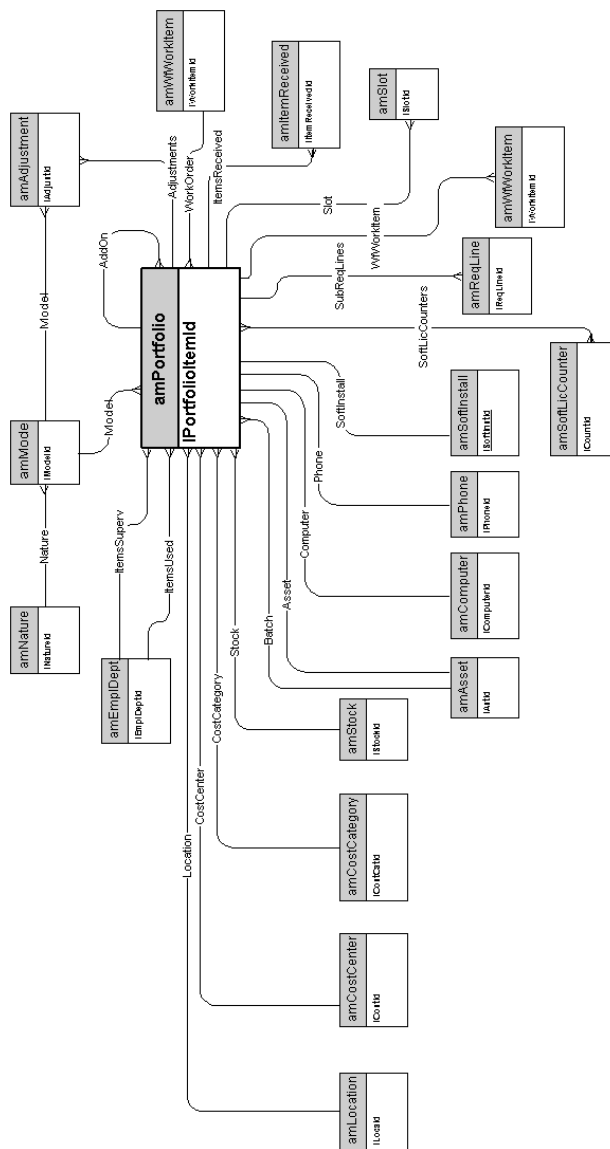 amNature
lNatureId
Nature
amMode
lModelId
Model
amAdjustment
lAdjustId
Model
AddOn
amEmplDept
lEmplDeptId
ItemsSuperv
ItemsUsed
amPortfolio
lPortfolioItemId
Adjustments
WorkOrder
ItemsReceived
amWfWorkItem
lWorkItemId
amItemReceived
lItemReceivedId
Location
CostCenter
CostCategory
Stock
Batch
Asset
Computer
Phone
SoftInstall
SoftLicCounters
SubReqLines
WfWorkItem
Slot
amSlot
lSlotId
amLocation
lLocaId
amCostCenter
amCostCategory
lCostCatId
amStock
lStockId
amAsset
lAstId
amComputer
lComputerId
amPhone
lPhoneId
amSoftInstall
lSoftInstId
amReqLine
lReqLineId
amWfWorkItem
lWorkItemId
amSoftLicCounter
lCountId